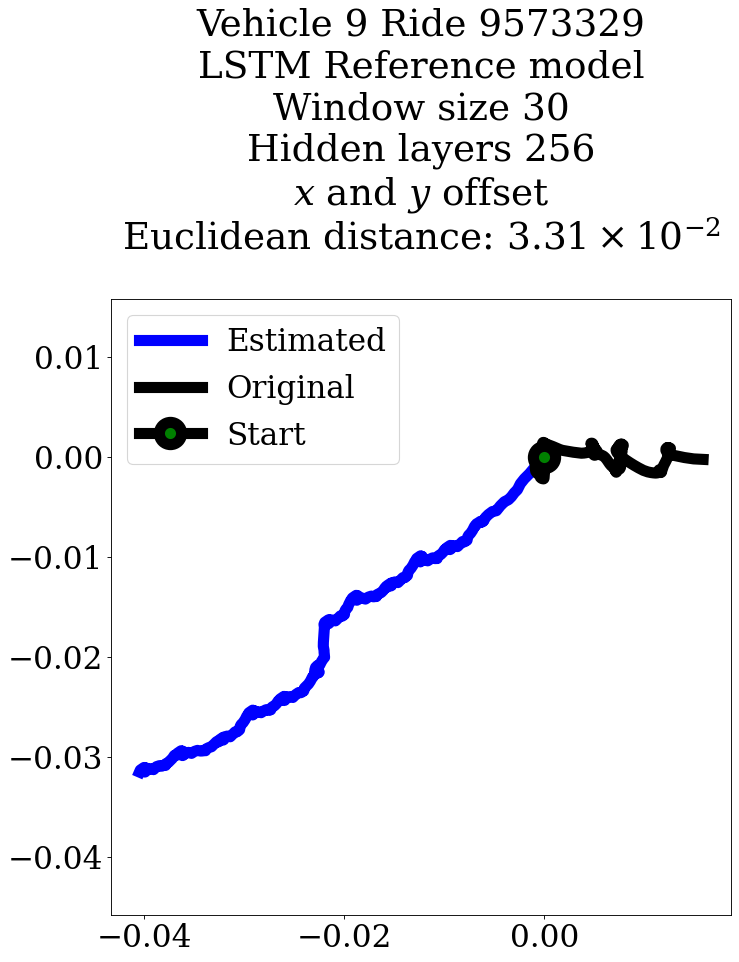 Vehicle 9 Ride 9573329
LSTM Reference model
Window size 30
Hidden layers 256
x and y offset
Euclidean distance: 3.31 × 10⁻²
Estimated
Original
Start
0.01
0.00
−0.01
−0.02
−0.03
−0.04
−0.04
−0.02
0.00